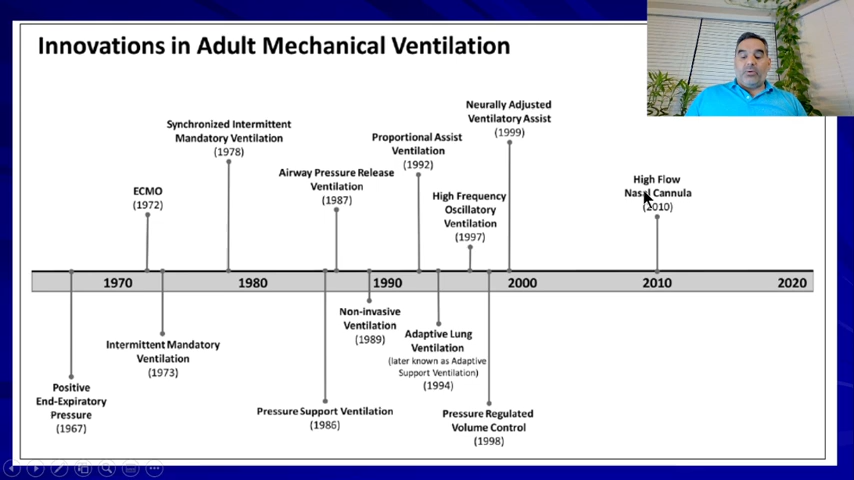 Innovations in Adult Mechanical Ventilation
Neurally Adjusted
Ventilatory Assist
(1999)
Synchronized Intermittent
Mandatory Ventilation
(1978)
Proportional Assist
Ventilation
(1992)
Airway Pressure Release
Ventilation
(1987)
High Flow
Nasal Cannula
(2010)
ECMO
(1972)
High Frequency
Oscillatory
Ventilation
(1997)
1970
1980
1990
2000
2010
2020
Non-invasive
Ventilation
(1989)
Adaptive Lung
Ventilation
(later known as Adaptive
Support Ventilation)
(1994)
Intermittent Mandatory
Ventilation
(1973)
Positive
End-Expiratory
Pressure
(1967)
Pressure Support Ventilation
(1986)
Pressure Regulated
Volume Control
(1998)